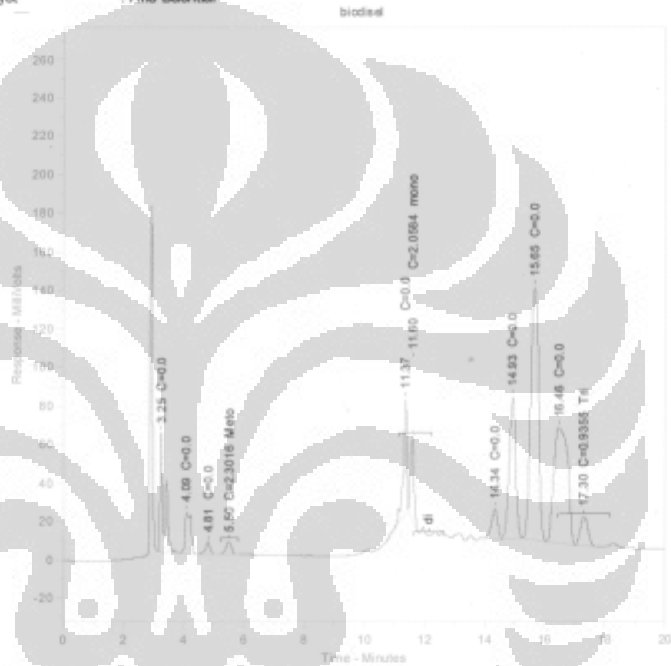 biodisel
260
240
220
200
180
160
140
120
100
80
60
40
20
0
-20
Response - MilliVolts
3.25 C=0.0
4.09 C=0.0
4.81 C=0.0
5.50 C=2.3016 Meto
11.37 - 11.60 C=0.0 C=2.0584 mono
di
14.34 C=0.0
14.93 C=0.0
15.65 C=0.0
16.46 C=0.0
17.30 C=0.9355 Tri
0 2 4 6 8 10 12 14 16 18 20
Time - Minutes